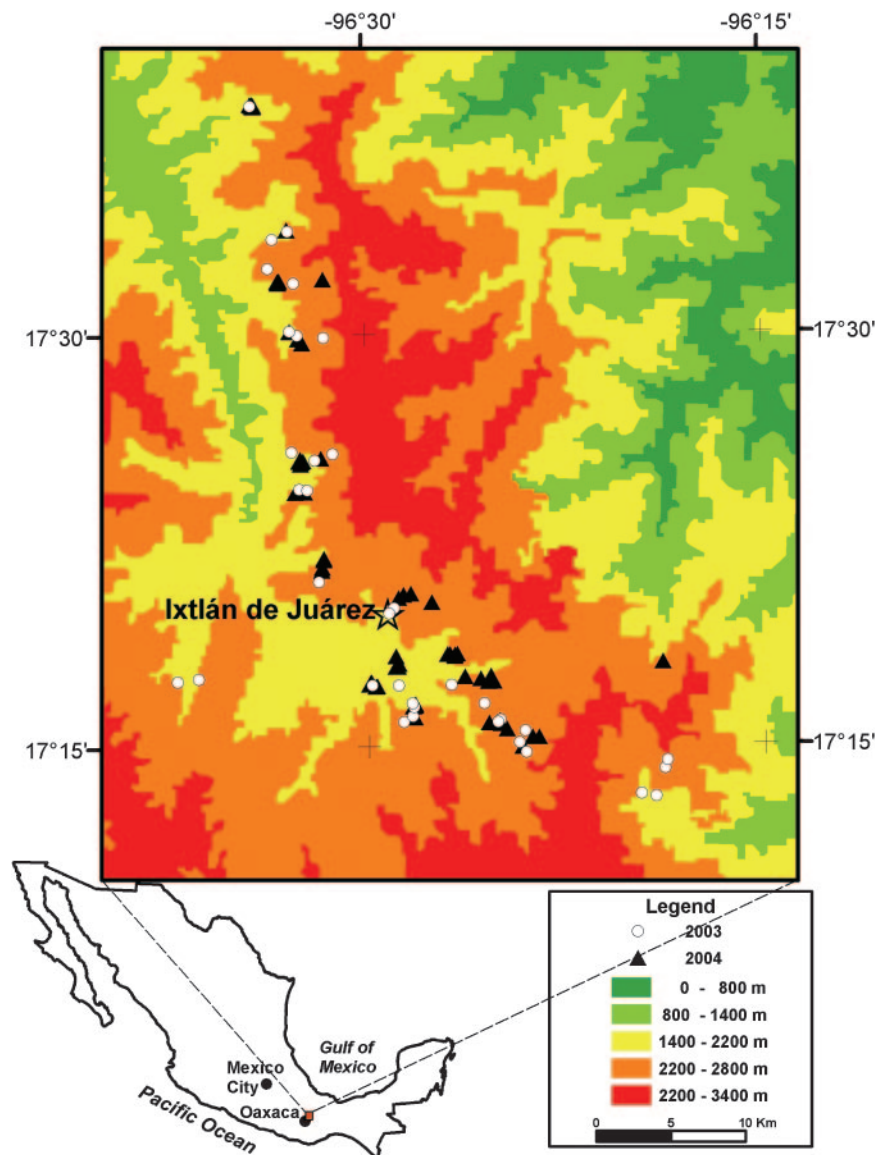 -96°30'
-96°15'
17°30'
17°30'
Ixtlán de Juárez
17°15'
17°15'
Legend
2003
2004
0 - 800 m
800 - 1400 m
1400 - 2200 m
2200 - 2800 m
2200 - 3400 m
0 5 10 Km
Gulf of
Mexico
Mexico
City
Oaxaca
Pacific Ocean